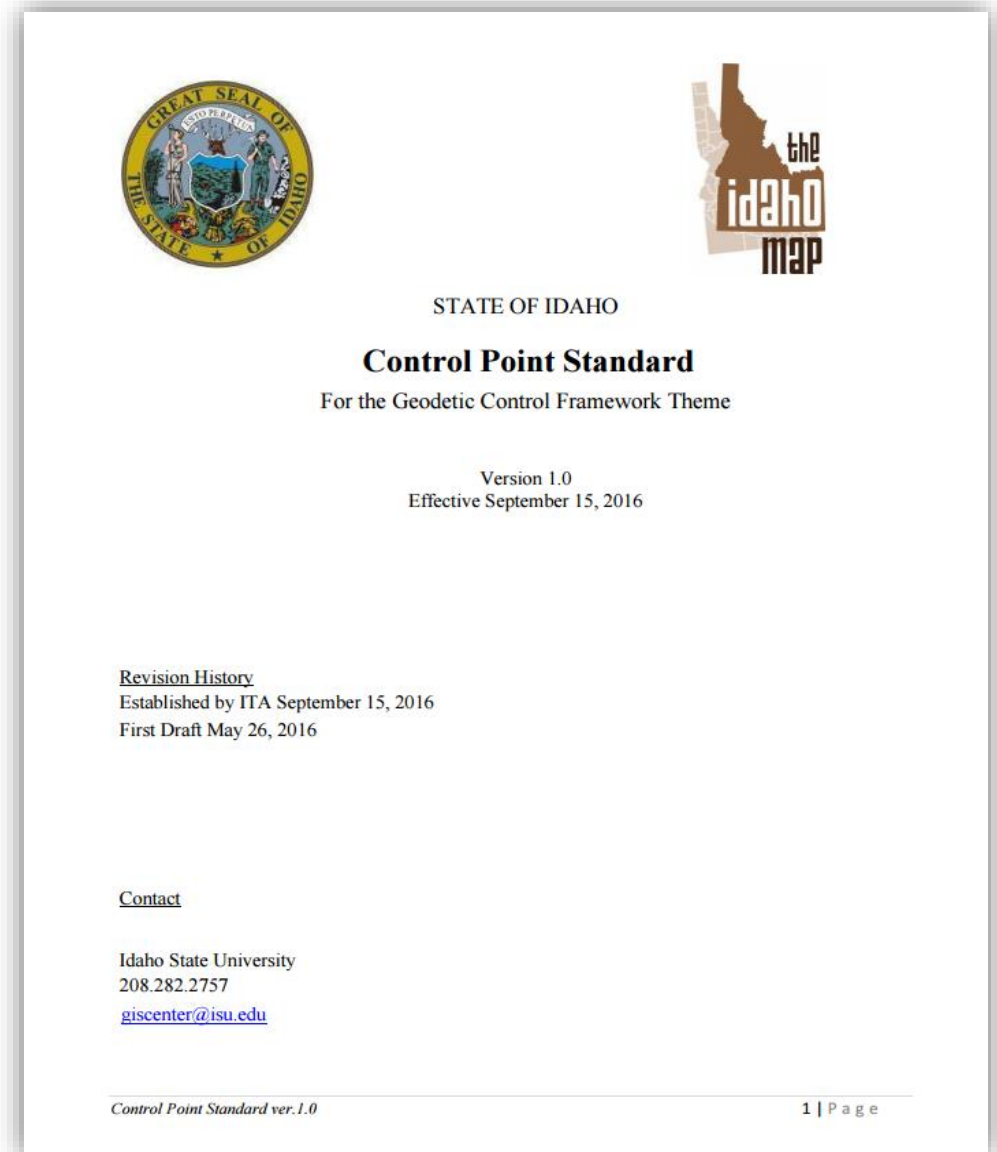 GREAT SEAL OF
THE STATE ★ OF IDAHO
ESTO PERPETUA
the
idaho
map
STATE OF IDAHO
Control Point Standard
For the Geodetic Control Framework Theme
Version 1.0
Effective September 15, 2016
Revision History
Established by ITA September 15, 2016
First Draft May 26, 2016
Contact
Idaho State University
208.282.2757
giscenter@isu.edu
Control Point Standard ver.1.0
1 | Page